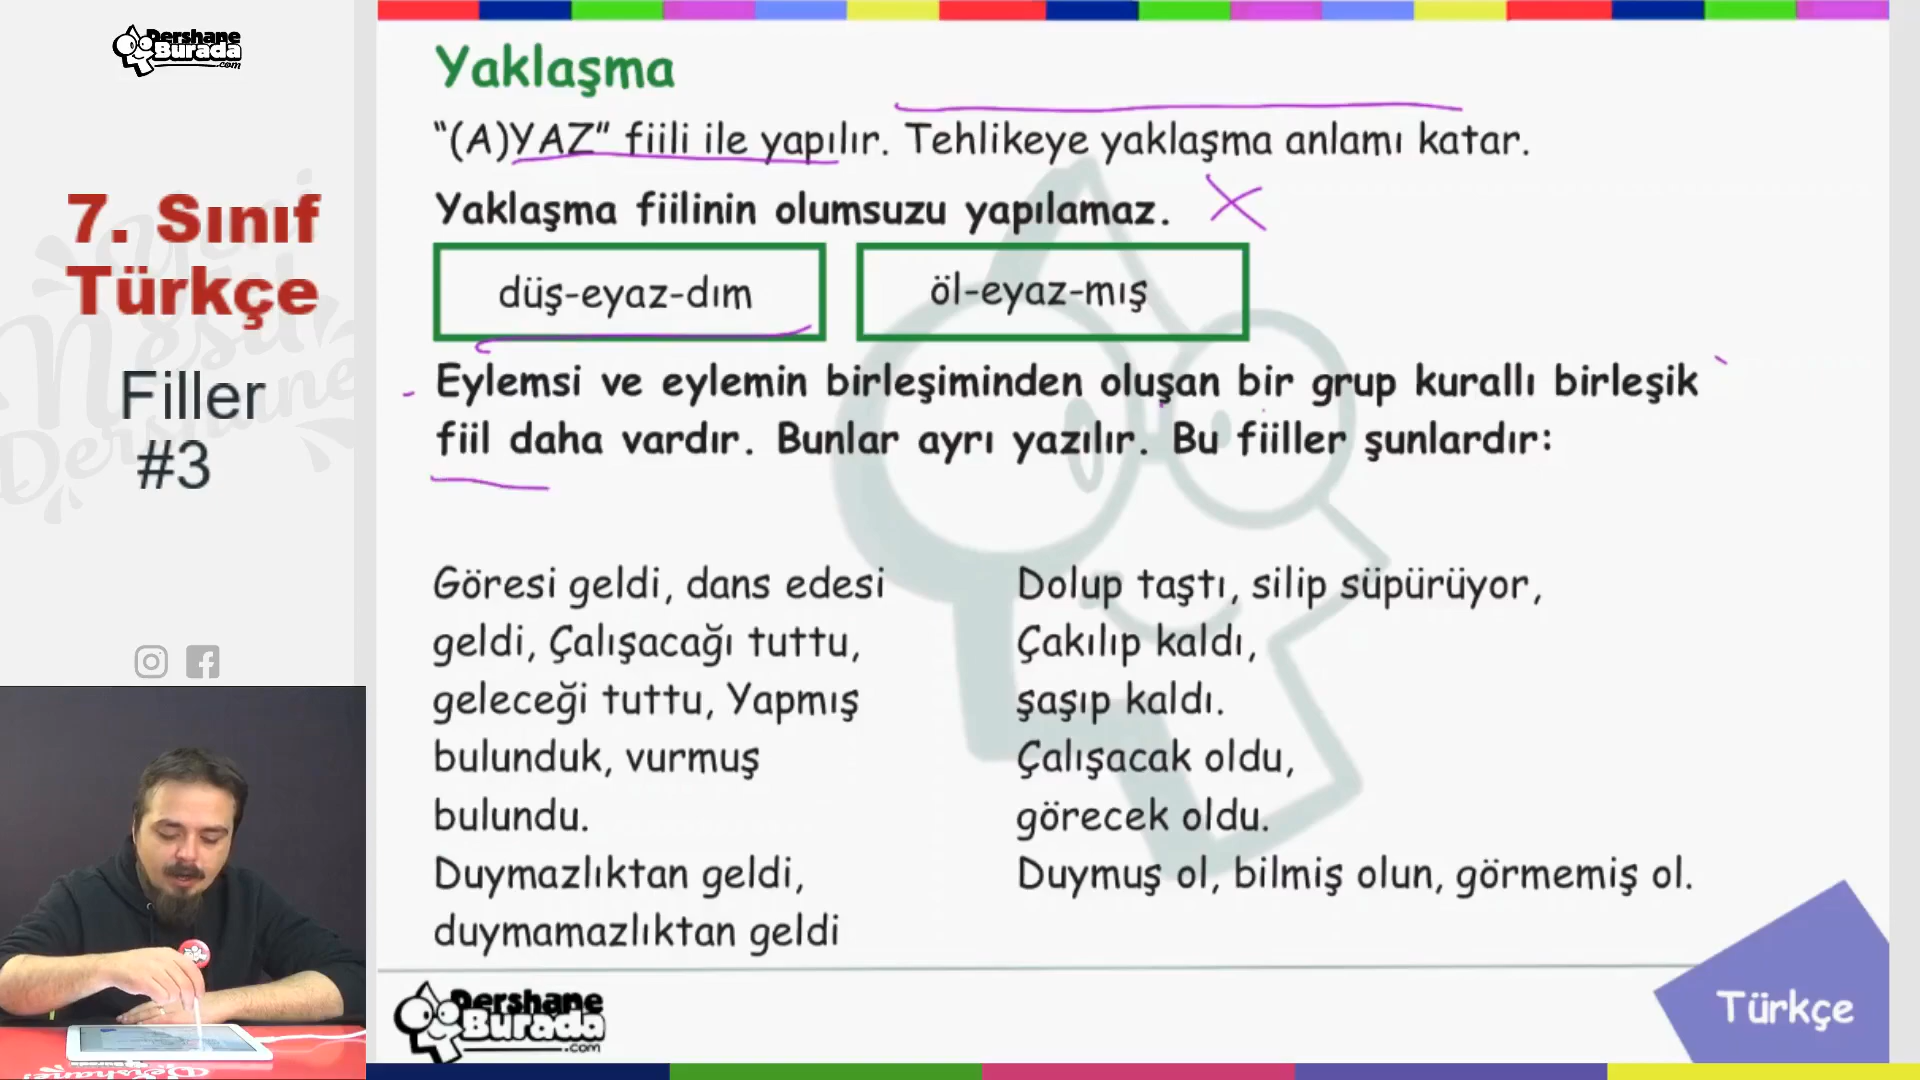 Dershane
Burada
.com
7. Sınıf
Türkçe
Filler
#3
Yaklaşma
“(A)YAZ” fiili ile yapılır. Tehlikeye yaklaşma anlamı katar.
Yaklaşma fiilinin olumsuzu yapılamaz.
düş-eyaz-dım
öl-eyaz-mış
Eylemsi ve eylemin birleşiminden oluşan bir grup kurallı birleşik
fiil daha vardır. Bunlar ayrı yazılır. Bu fiiller şunlardır:
Göresi geldi, dans edesi
geldi, Çalışacağı tuttu,
geleceği tuttu, Yapmış
bulunduk, vurmuş
bulundu.
Duymazlıktan geldi,
duymamazlıktan geldi
Dolup taştı, silip süpürüyor,
Çakılıp kaldı,
şaşıp kaldı.
Çalışacak oldu,
görecek oldu.
Duymuş ol, bilmiş olun, görmemiş ol.
Dershane
Burada
.com
Türkçe